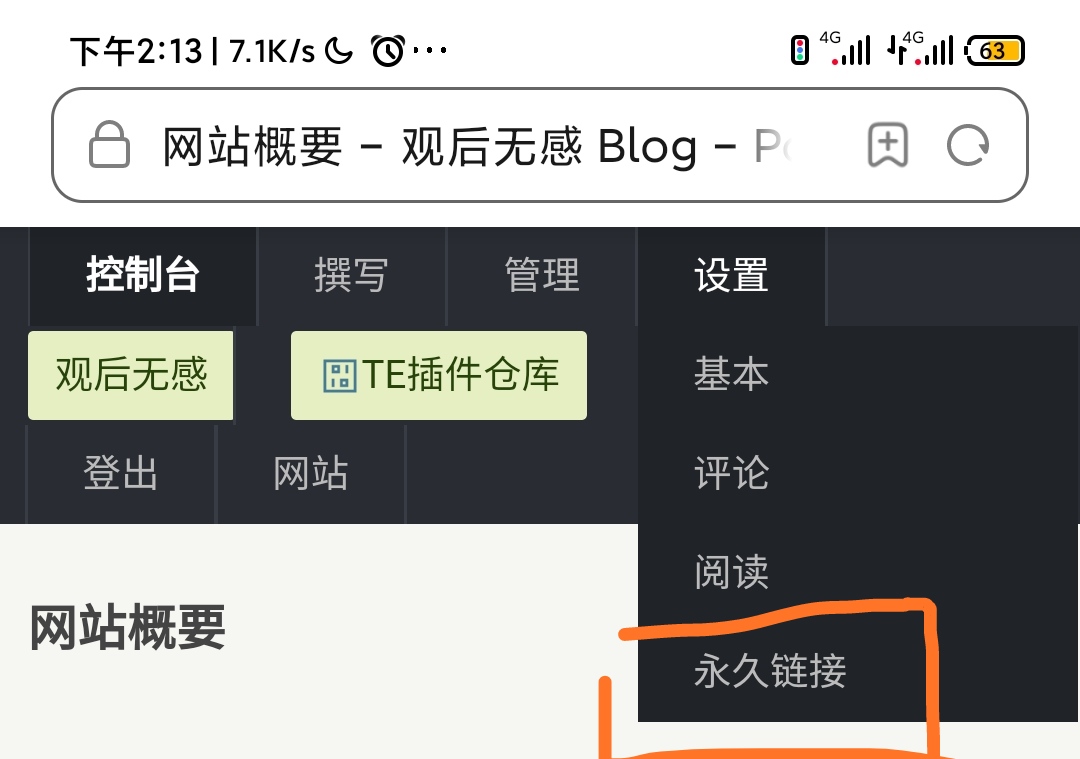 下午2:13 | 7.1K/s ...
4G 4G 63
网站概要 – 观后无感 Blog – P
控制台 撰写 管理 设置
观后无感 TE插件仓库 基本
登出 网站 评论
阅读
网站概要
永久链接